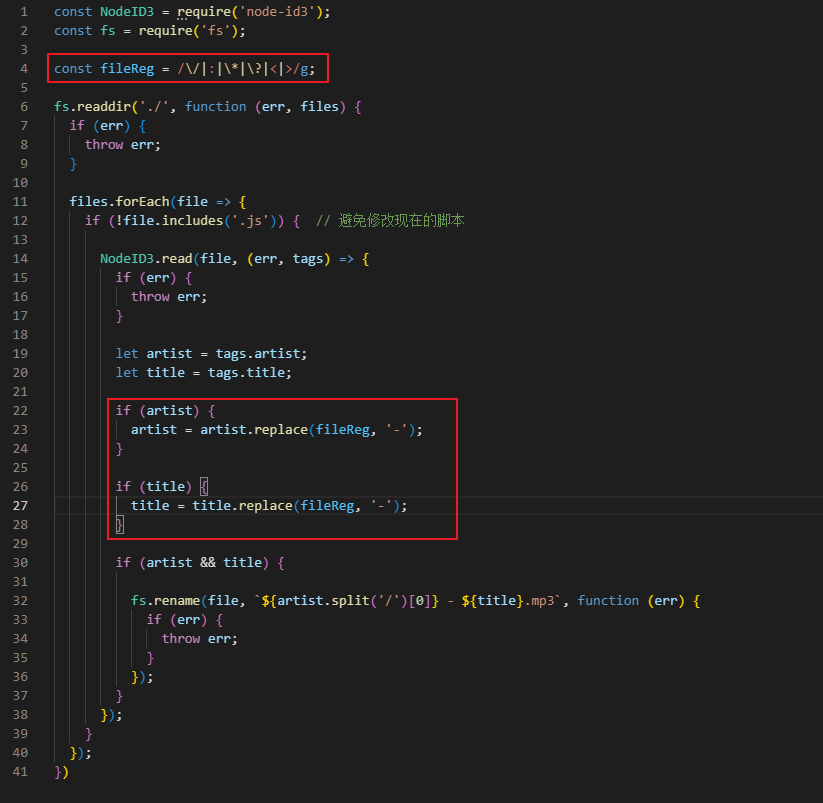 1 const NodeID3 = require('node-id3');
2 const fs = require('fs');
3
4 const fileReg = /\/|:|\*|\?|<|>/g;
5
6 fs.readdir('./', function (err, files) {
7   if (err) {
8     throw err;
9   }
10
11   files.forEach(file => {
12     if (!file.includes('.js')) {  // 避免修改现在的脚本
13
14       NodeID3.read(file, (err, tags) => {
15         if (err) {
16           throw err;
17         }
18
19         let artist = tags.artist;
20         let title = tags.title;
21
22         if (artist) {
23           artist = artist.replace(fileReg, '-');
24         }
25
26         if (title) {
27           title = title.replace(fileReg, '-');
28         }
29
30         if (artist && title) {
31
32           fs.rename(file, `${artist.split('/')[0]} - ${title}.mp3`, function (err) {
33             if (err) {
34               throw err;
35             }
36           });
37         }
38       });
39     }
40   });
41 })